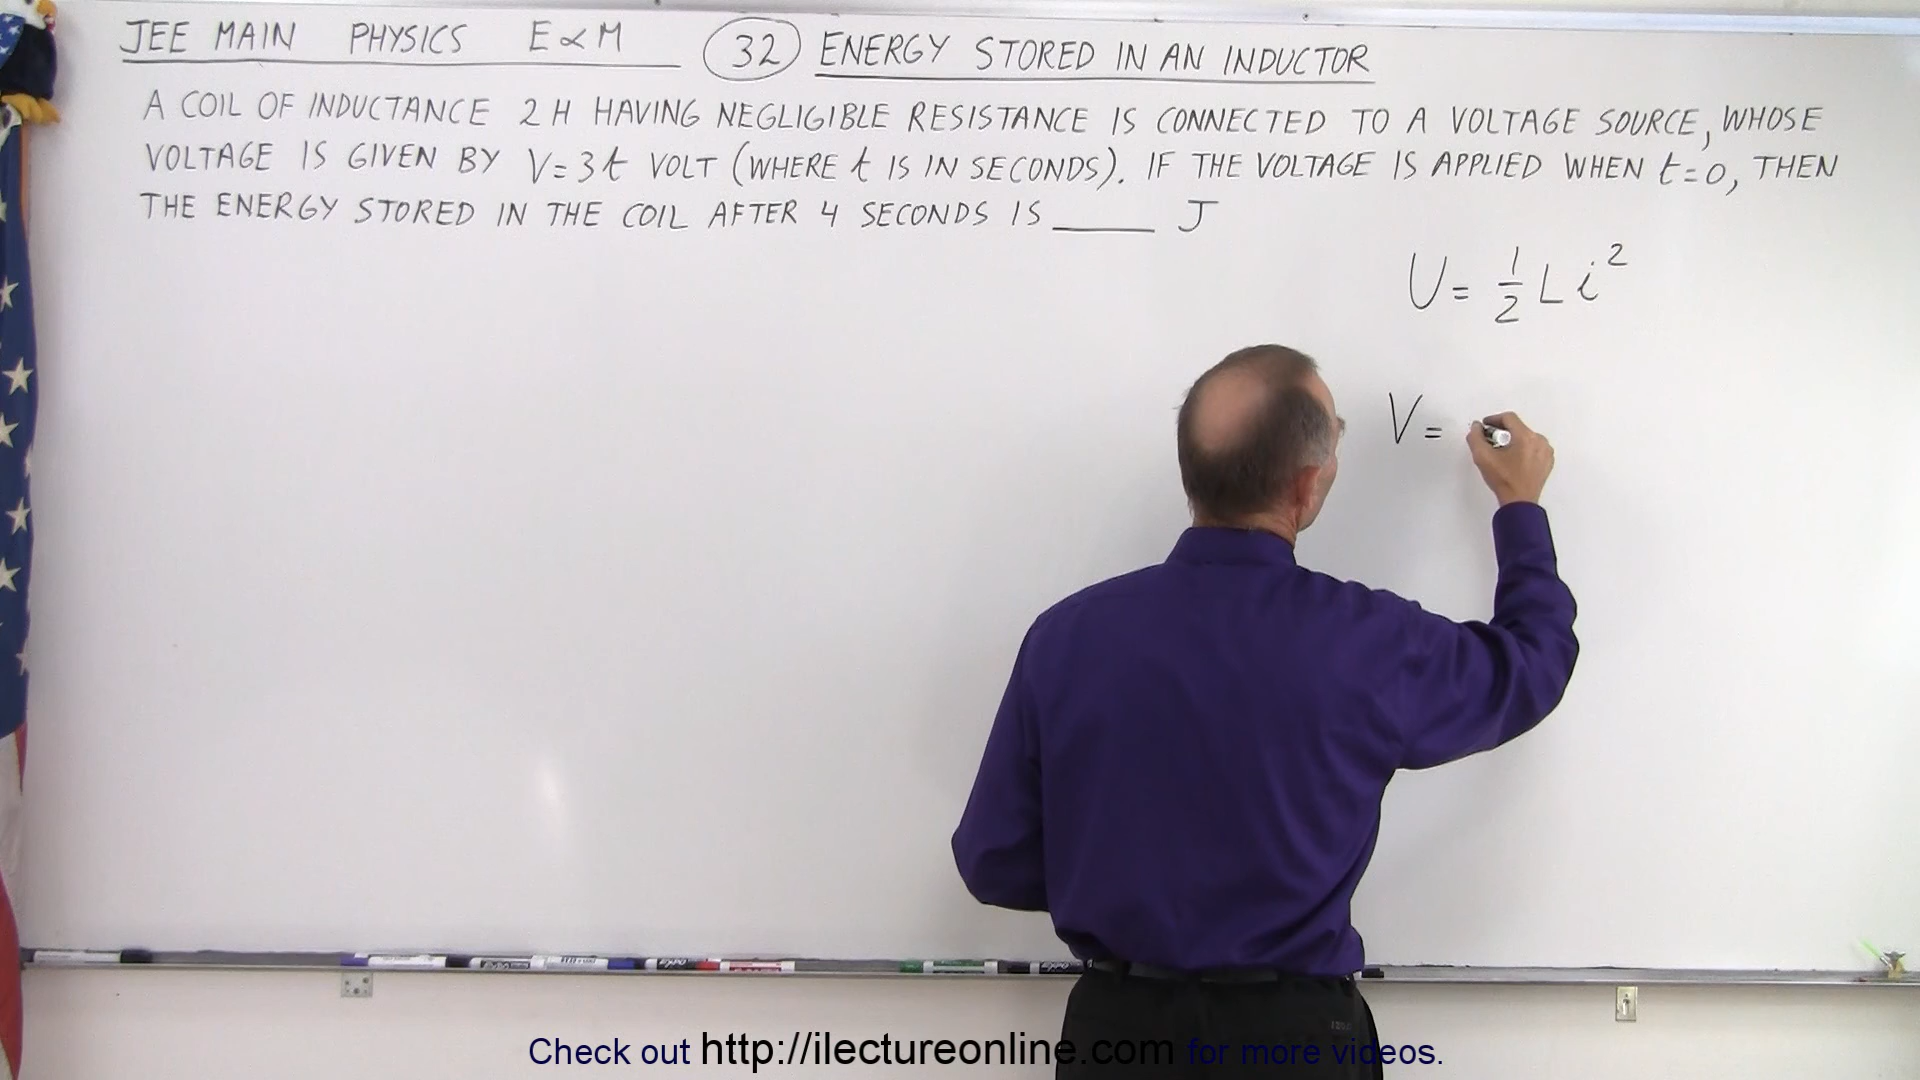 JEE MAIN PHYSICS E & M 32 ENERGY STORED IN AN INDUCTOR
A COIL OF INDUCTANCE 2 H HAVING NEGLIGIBLE RESISTANCE IS CONNECTED TO A VOLTAGE SOURCE, WHOSE
VOLTAGE IS GIVEN BY V=3t VOLT (WHERE t IS IN SECONDS). IF THE VOLTAGE IS APPLIED WHEN t=0, THEN
THE ENERGY STORED IN THE COIL AFTER 4 SECONDS IS _____ J
U = 1/2 L i²
V =
EXPO
Check out http://ilectureonline.com for more videos.